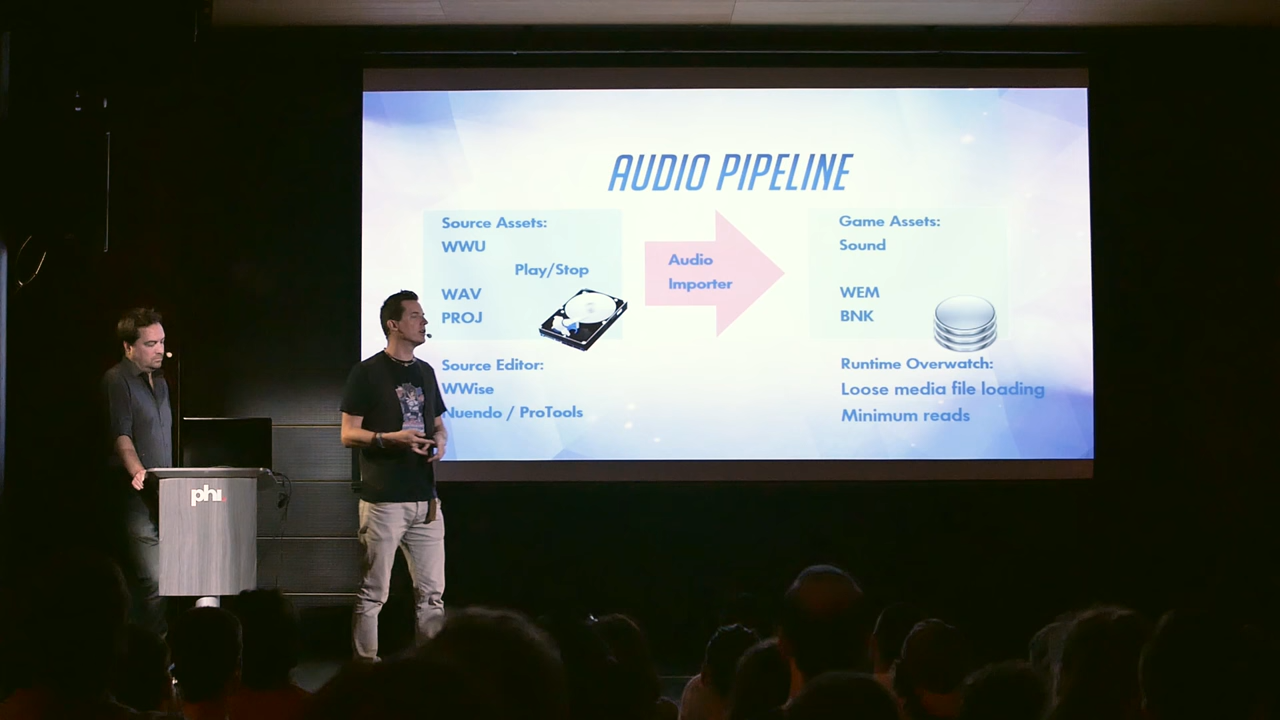 AUDIO PIPELINE
Source Assets:
WWU
Play/Stop
WAV
PROJ
Source Editor:
WWise
Nuendo / ProTools
Audio
Importer
Game Assets:
Sound
WEM
BNK
Runtime Overwatch:
Loose media file loading
Minimum reads
phi.